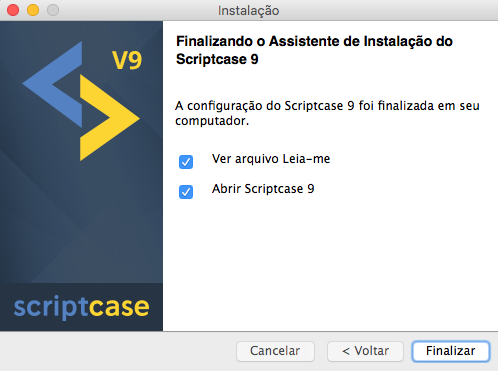 Instalação
V9
Finalizando o Assistente de Instalação do
Scriptcase 9
A configuração do Scriptcase 9 foi finalizada em seu
computador.
Ver arquivo Leia-me
Abrir Scriptcase 9
scriptcase
Cancelar
< Voltar
Finalizar